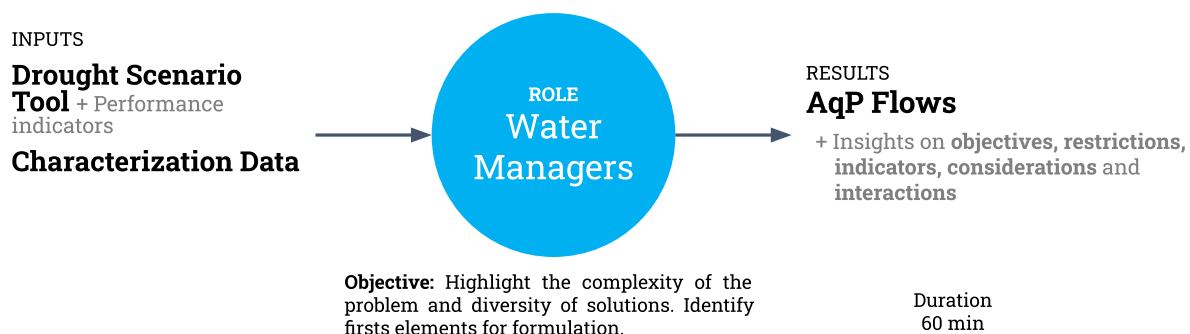 INPUTS
Drought Scenario
Tool + Performance
indicators
Characterization Data
ROLE
Water
Managers
RESULTS
AqP Flows
+ Insights on objectives, restrictions,
indicators, considerations and
interactions
Objective: Highlight the complexity of the
problem and diversity of solutions. Identify
firsts elements for formulation.
Duration
60 min